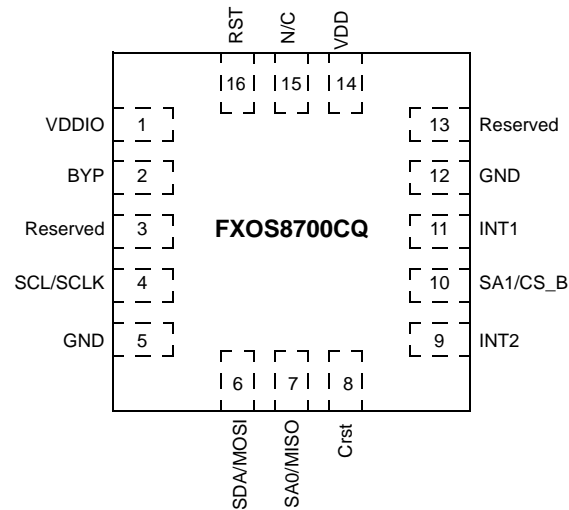 RST N/C VDD
16 15 14
VDDIO 1 13 Reserved
BYP 2 12 GND
Reserved 3 FXOS8700CQ 11 INT1
SCL/SCLK 4 10 SA1/CS_B
GND 5 9 INT2
6 7 8
SDA/MOSI SA0/MISO Crst